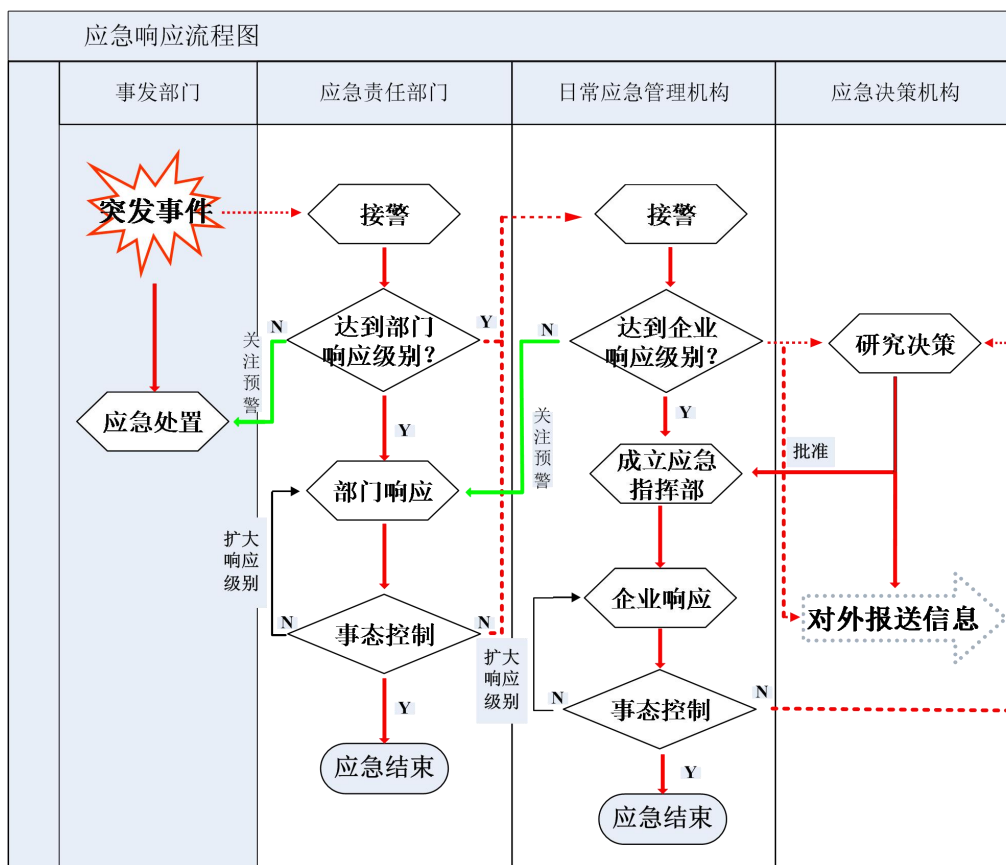 应急响应流程图
事发部门
应急责任部门
日常应急管理机构
应急决策机构
突发事件
接警
接警
达到部门
响应级别？
N
Y
达到企业
响应级别？
N
研究决策
关
注
预
警
应急处置
Y
关
注
预
警
Y
成立应急
指挥部
批准
部门响应
扩大
响应
级别
企业响应
对外报送信息
N
事态控制
N
扩大
响应
级别
N
事态控制
N
Y
应急结束
Y
应急结束